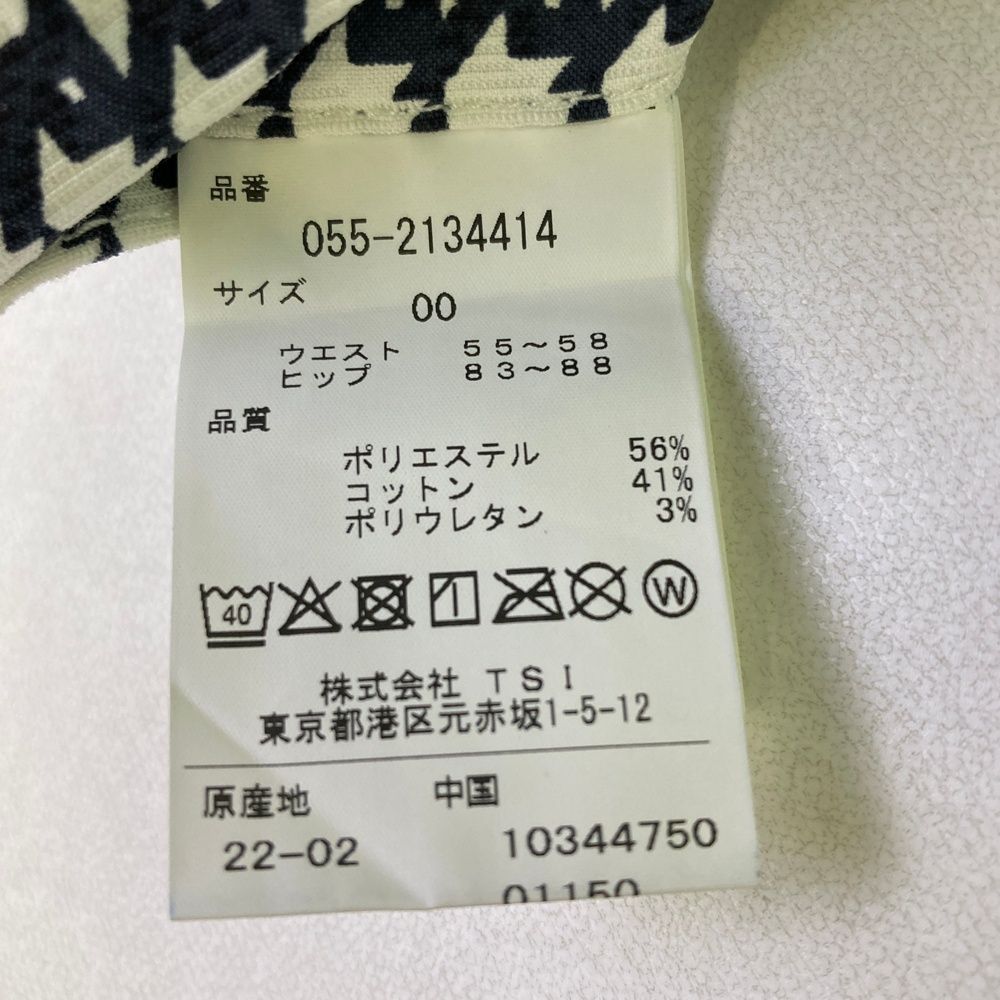 品番
055-2134414
サイズ
00
ウエスト 55~58
ヒップ 83~88
品質
ポリエステル 56%
コットン 41%
ポリウレタン 3%
40
W
株式会社 TSI
東京都港区元赤坂1-5-12
原産地 中国
22-02 10344750
01150